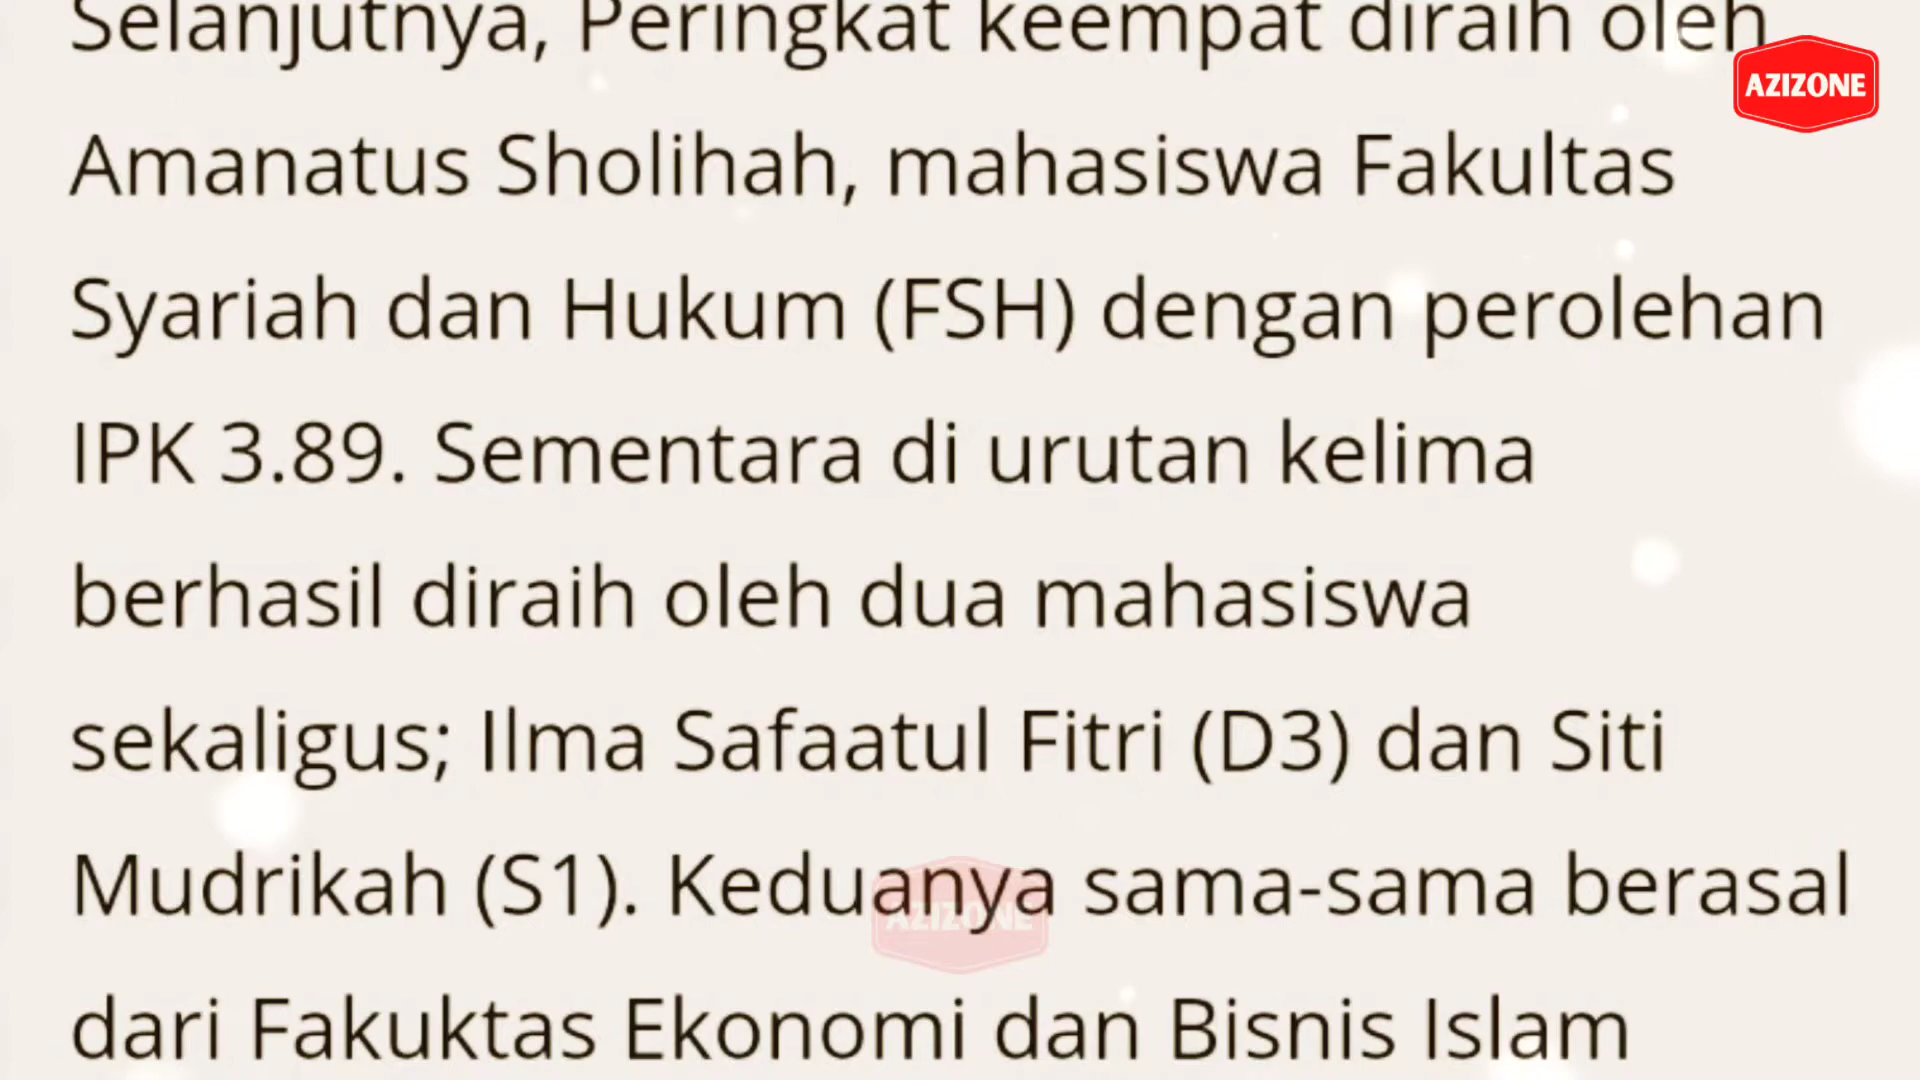 Selanjutnya, Peringkat keempat diraih oleh
AZIZONE
Amanatus Sholihah, mahasiswa Fakultas
Syariah dan Hukum (FSH) dengan perolehan
IPK 3.89. Sementara di urutan kelima
berhasil diraih oleh dua mahasiswa
sekaligus; Ilma Safaatul Fitri (D3) dan Siti
Mudrikah (S1). Keduanya sama-sama berasal
AZIZONE
dari Fakuktas Ekonomi dan Bisnis Islam